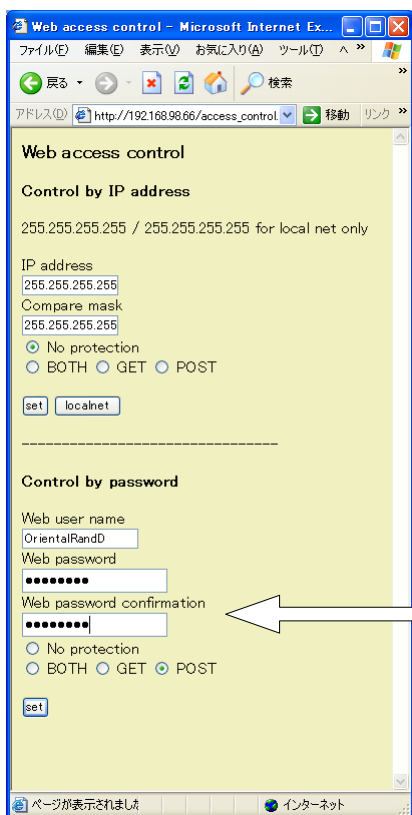 Web access control - Microsoft Internet Ex...
ファイル(F) 編集(E) 表示(V) お気に入り(A) ツール(T) »
戻る 検索 »
アドレス(D) http://192.168.98.66/access_control. 移動 リンク »
Web access control
Control by IP address
255.255.255.255 / 255.255.255.255 for local net only
IP address
255.255.255.255
Compare mask
255.255.255.255
No protection
BOTH GET POST
set localnet
--------------------------------
Control by password
Web user name
OrientalRandD
Web password
●●●●●●●●
Web password confirmation
●●●●●●●●
No protection
BOTH GET POST
set
ページが表示されました インターネット